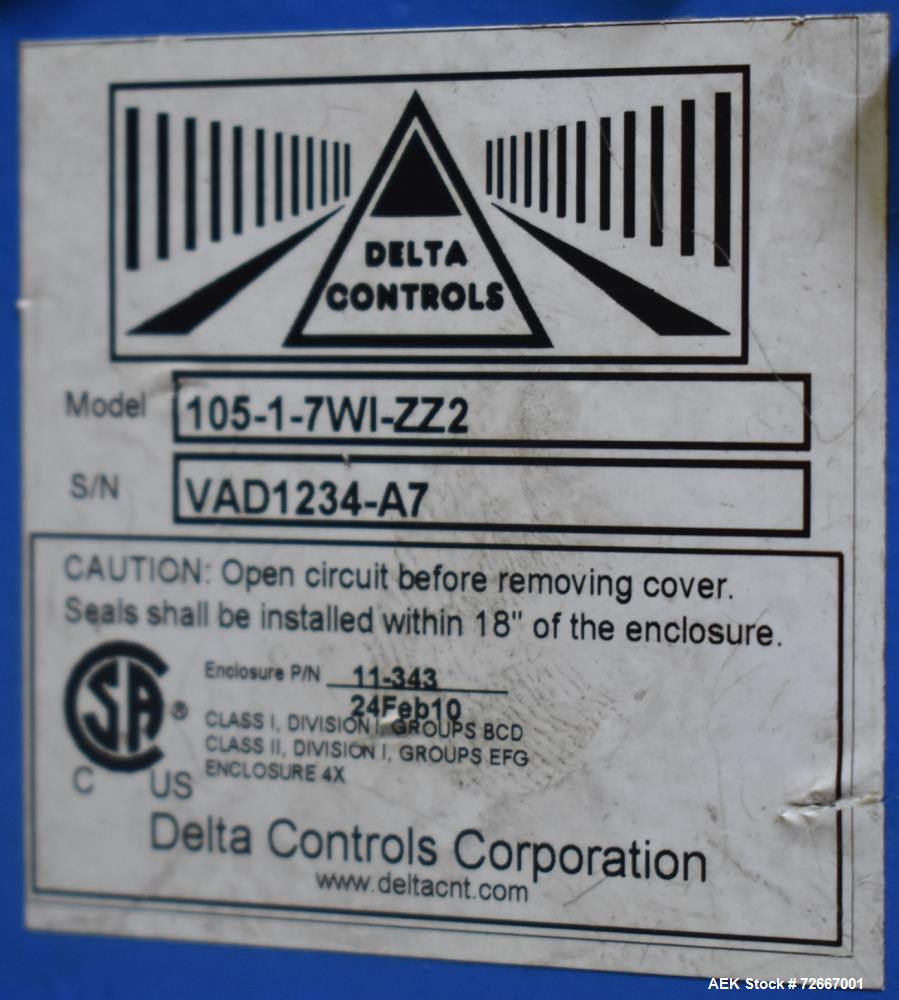 DELTA
CONTROLS
Model 105-1-7WI-ZZ2
S/N VAD1234-A7
CAUTION: Open circuit before removing cover.
Seals shall be installed within 18" of the enclosure.
SA ®
C US
Enclosure P/N 11-343
24Feb10
CLASS I, DIVISION I, GROUPS BCD
CLASS II, DIVISION I, GROUPS EFG
ENCLOSURE 4X
Delta Controls Corporation
www.deltacnt.com
AEK Stock # 72667001